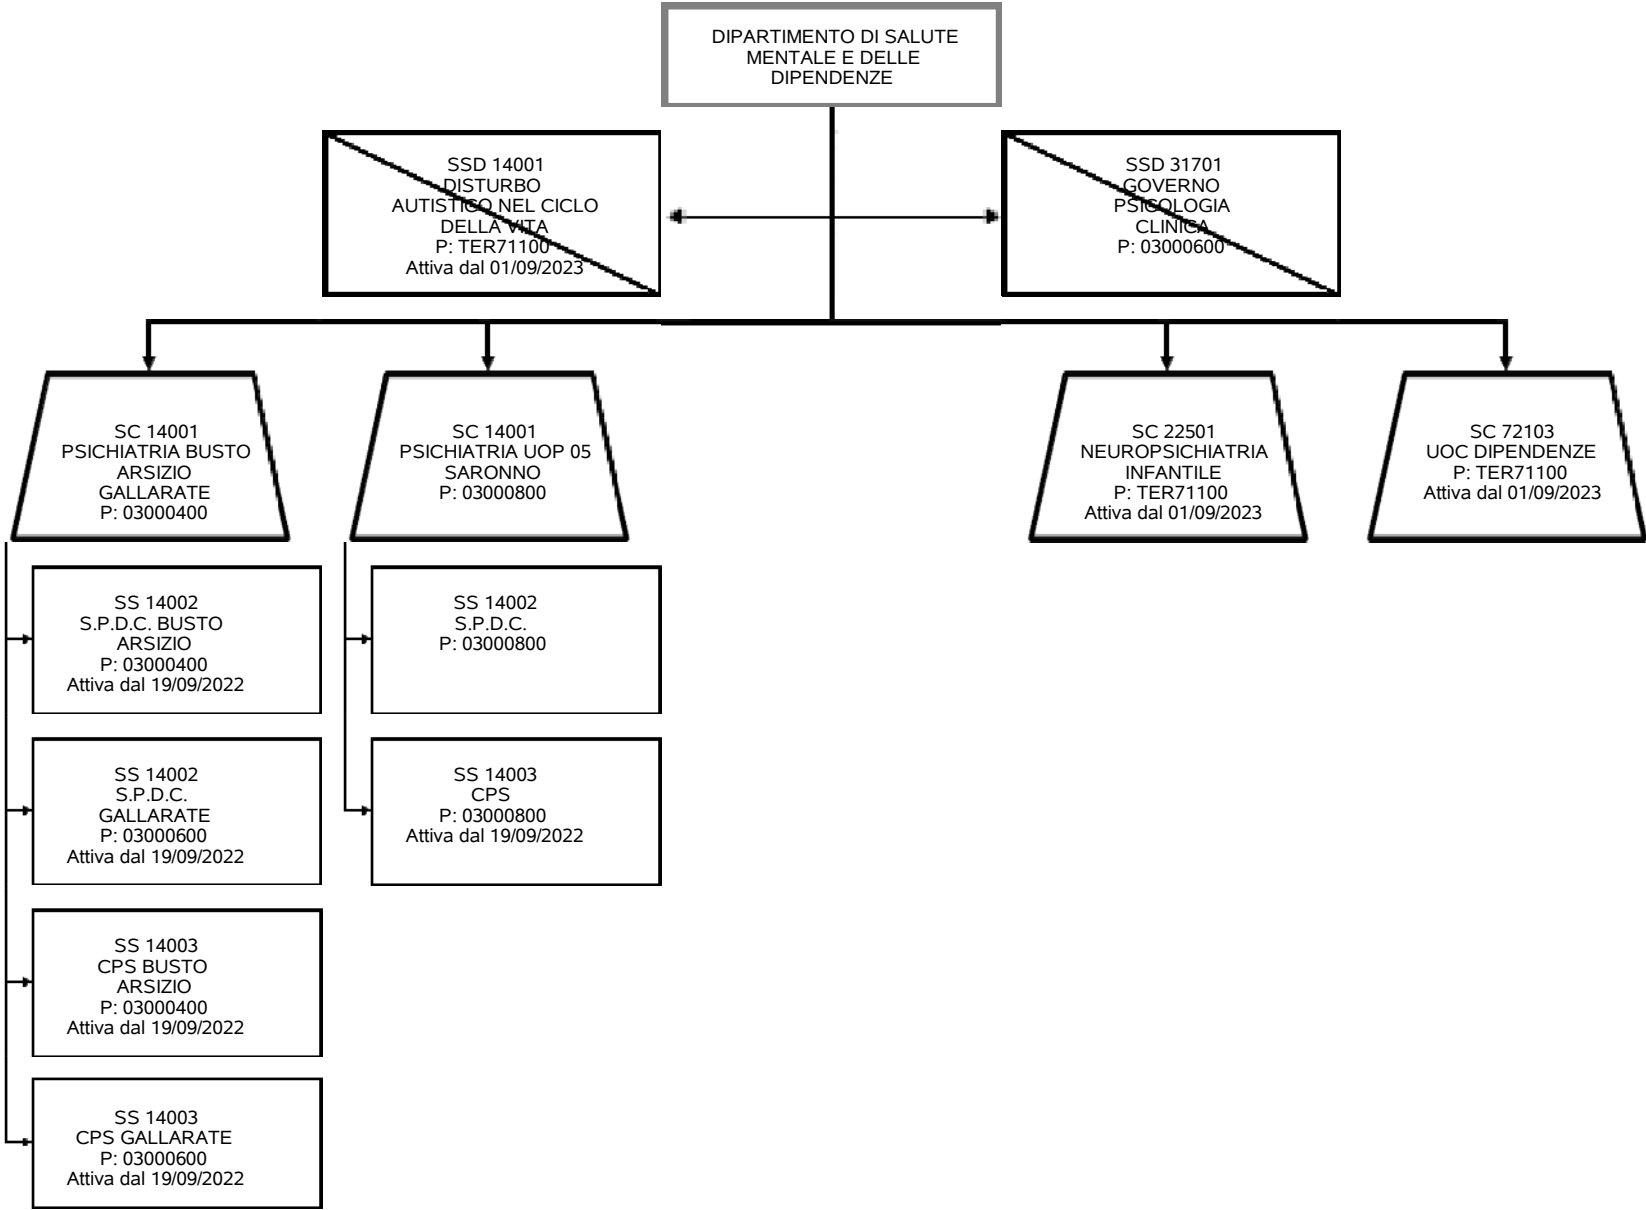 DIPARTIMENTO DI SALUTE
MENTALE E DELLE
DIPENDENZE
SSD 14001
DISTURBO
AUTISTICO NEL CICLO
DELLA VITA
P: TER71100
Attiva dal 01/09/2023
SSD 31701
GOVERNO
PSICOLOGIA
CLINICA
P: 03000600
SC 14001
PSICHIATRIA BUSTO
ARSIZIO
GALLARATE
P: 03000400
SC 14001
PSICHIATRIA UOP 05
SARONNO
P: 03000800
SC 22501
NEUROPSICHIATRIA
INFANTILE
P: TER71100
Attiva dal 01/09/2023
SC 72103
UOC DIPENDENZE
P: TER71100
Attiva dal 01/09/2023
SS 14002
S.P.D.C. BUSTO
ARSIZIO
P: 03000400
Attiva dal 19/09/2022
SS 14002
S.P.D.C.
P: 03000800
SS 14002
S.P.D.C.
GALLARATE
P: 03000600
Attiva dal 19/09/2022
SS 14003
CPS
P: 03000800
Attiva dal 19/09/2022
SS 14003
CPS BUSTO
ARSIZIO
P: 03000400
Attiva dal 19/09/2022
SS 14003
CPS GALLARATE
P: 03000600
Attiva dal 19/09/2022